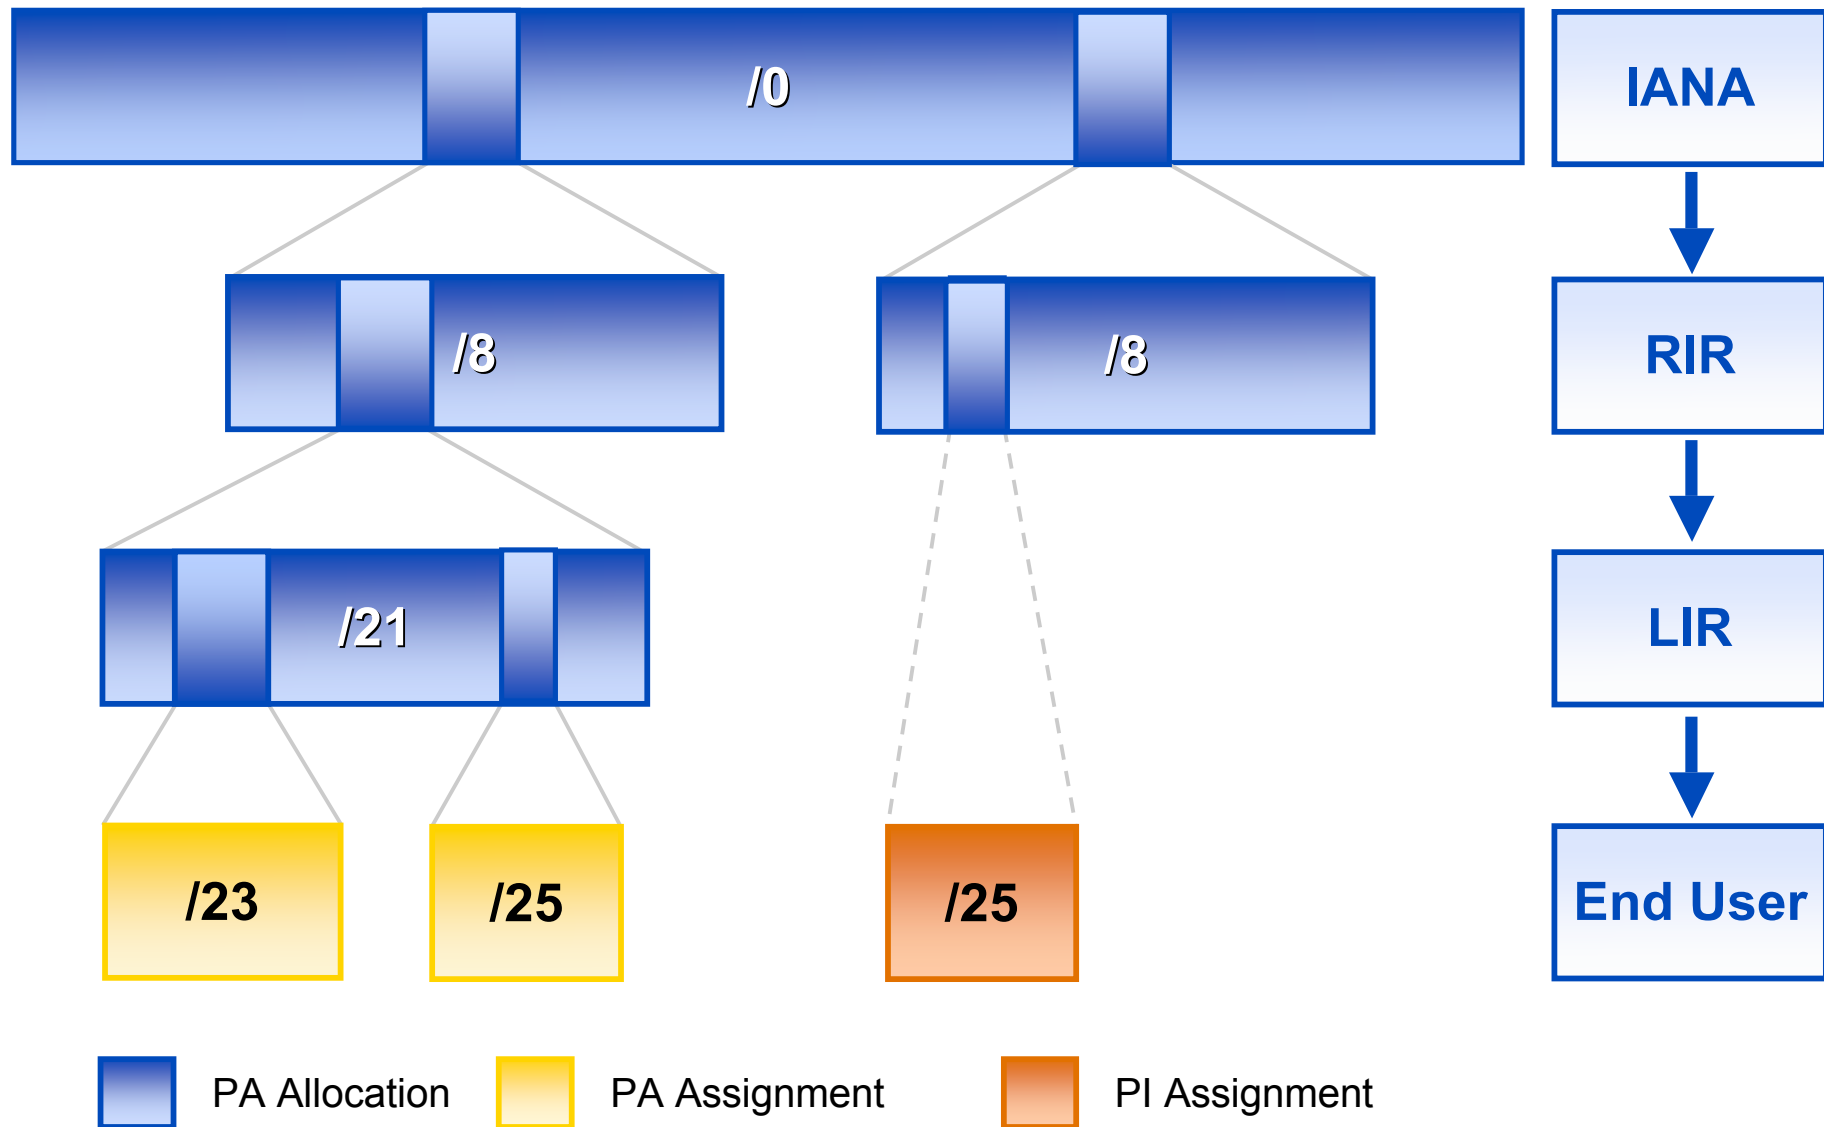 /0
IANA
/8
/8
RIR
/21
LIR
/23
/25
/25
End User
PA Allocation
PA Assignment
PI Assignment